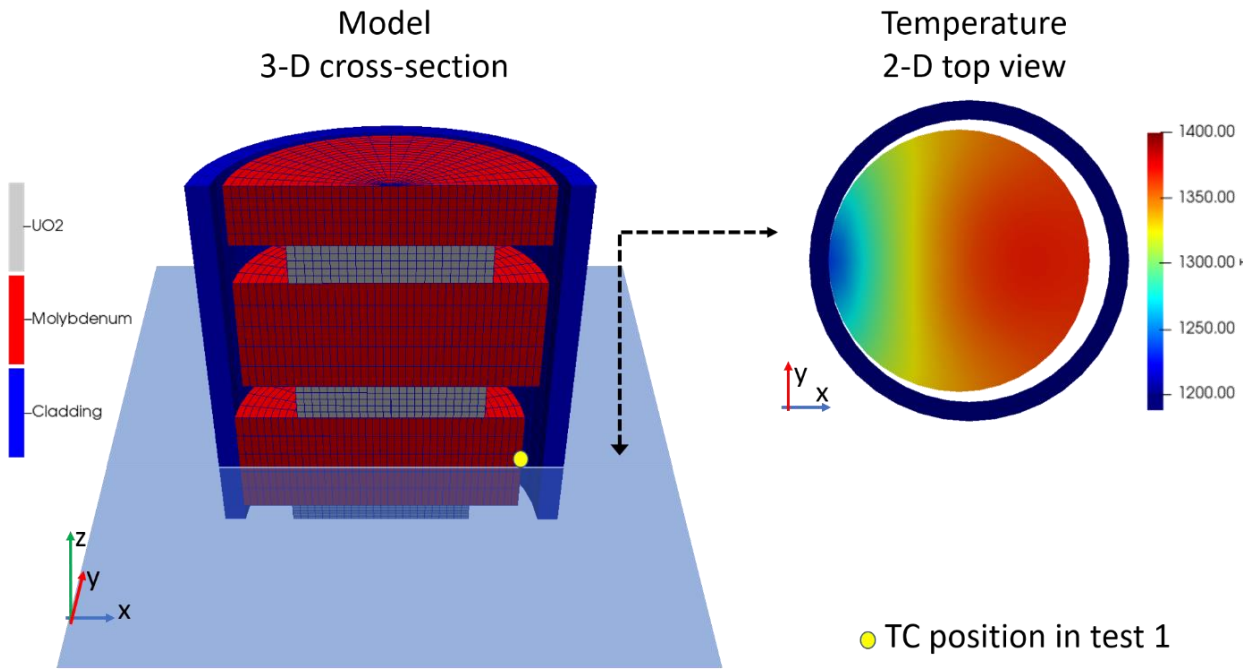 Model
3-D cross-section
Temperature
2-D top view
UO2
Molybdenum
Cladding
1400.00
1350.00
1300.00
1250.00
1200.00
y
x
z
y
x
TC position in test 1